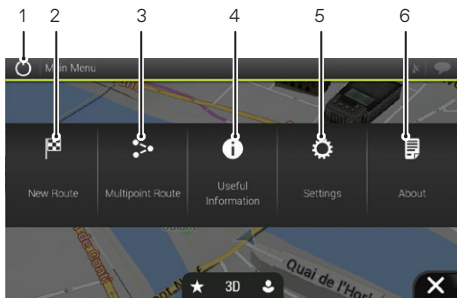 1 2 3 4 5 6
Main Menu
New Route
Multipoint Route
Useful
Information
Settings
About
3D
Quai de l'Horl